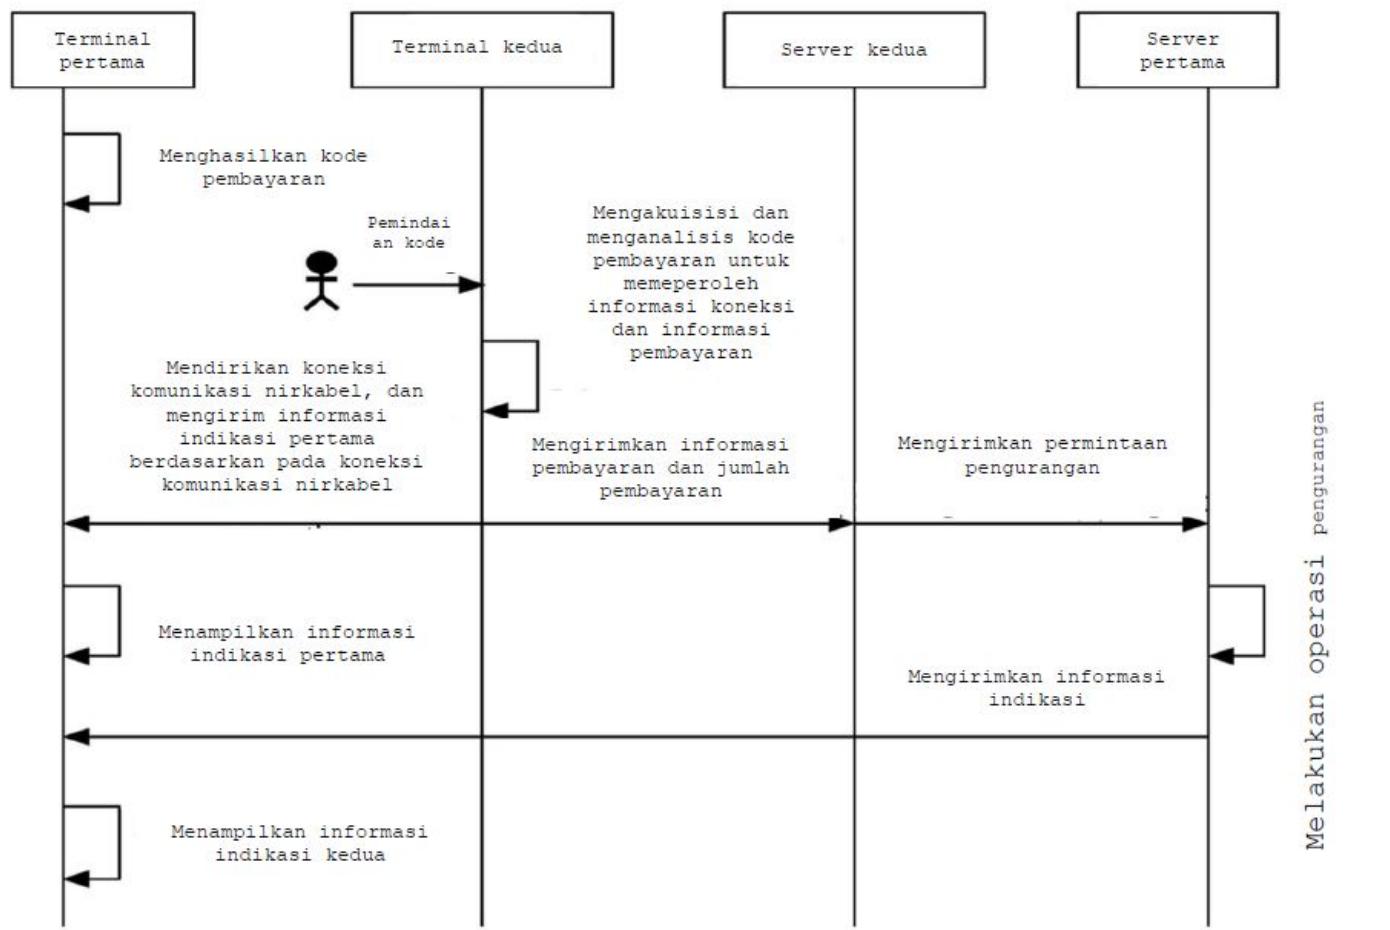 Terminal
pertama
Terminal kedua
Server kedua
Server
pertama
Menghasilkan kode
pembayaran
Pemindai
an kode
Mengakuisisi dan
menganalisis kode
pembayaran untuk
memeperoleh
informasi koneksi
dan informasi
pembayaran
Mendirikan koneksi
komunikasi nirkabel, dan
mengirim informasi
indikasi pertama
berdasarkan pada koneksi
komunikasi nirkabel
Mengirimkan informasi
pembayaran dan jumlah
pembayaran
Mengirimkan permintaan
pengurangan
Melakukan operasi pengurangan
Menampilkan informasi
indikasi pertama
Mengirimkan informasi
indikasi
Menampilkan informasi
indikasi kedua